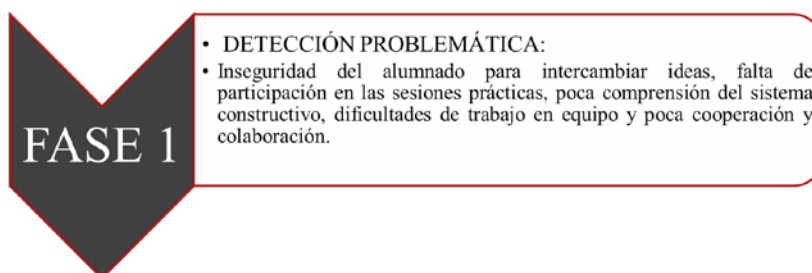 • DETECCIÓN PROBLEMÁTICA:
• Inseguridad del alumnado para intercambiar ideas, falta de
participación en las sesiones prácticas, poca comprensión del sistema
constructivo, dificultades de trabajo en equipo y poca cooperación y
colaboración.
FASE 1